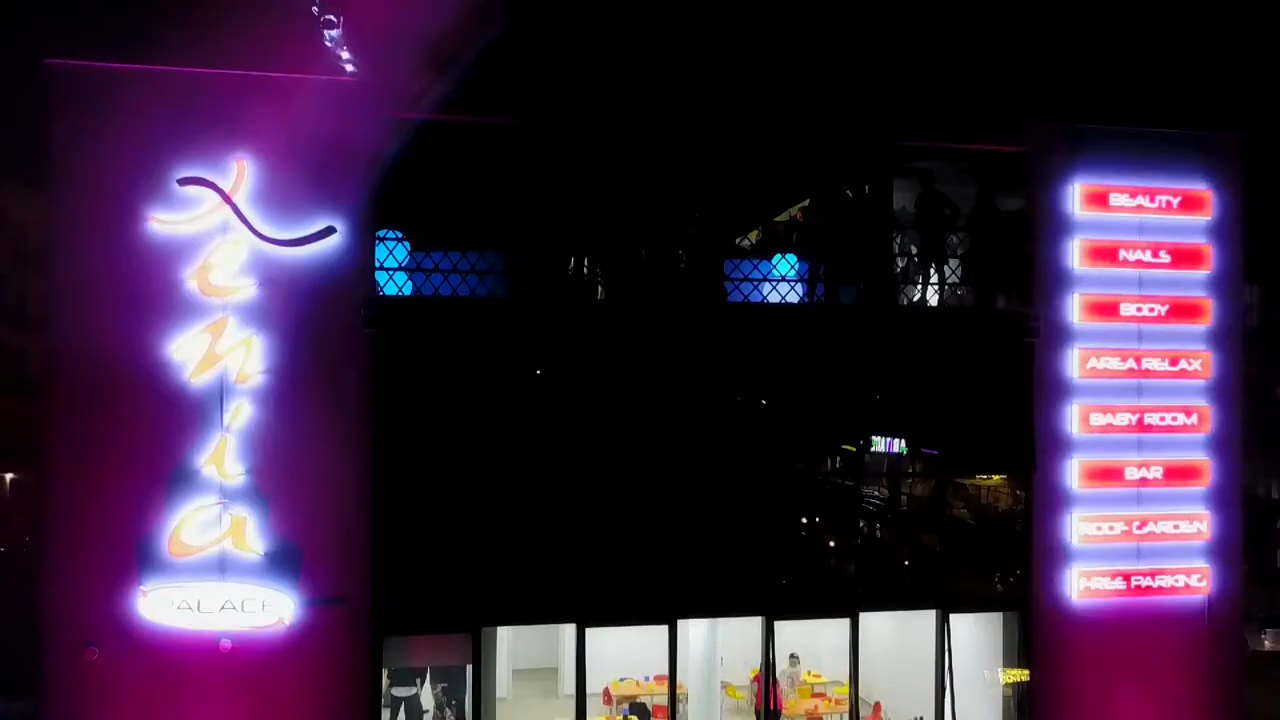 Xenia
PALACE
BEAUTY
NAILS
BODY
AREA RELAX
BABY ROOM
BAR
ROOF GARDEN
FREE PARKING